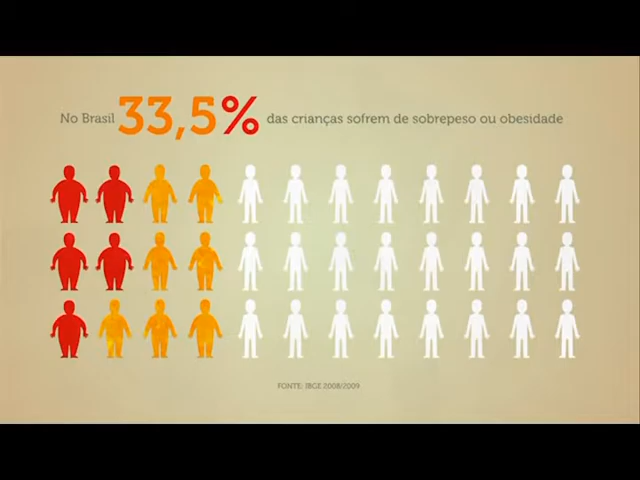 No Brasil 33,5% das crianças sofrem de sobrepeso ou obesidade
FONTE: IBGE 2008/2009